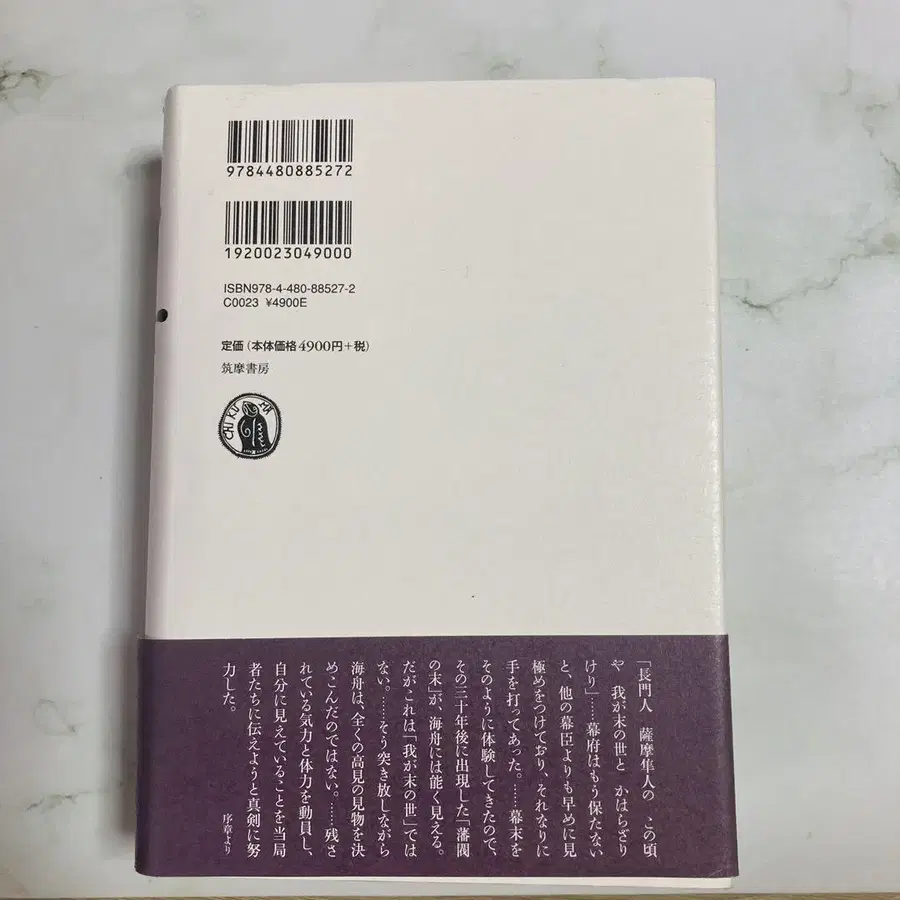 9784480885272
1920023049000
ISBN978-4-480-88527-2
C0023 ¥4900E
定価（本体価格4900円＋税）
筑摩書房
CHIKUMA
「長門人　薩摩隼人の　この頃
や　我が末の世と　かはらざり
けり」……幕府はもう保たない
と、他の幕臣よりも早めに見
極めをつけており、それなりに
手を打ってあった。……幕末を
そのように体験してきたので、
その三十年後に出現した「藩閥
の末」が、海舟には能く見える。
だがこれは「我が末の世」では
ない。……そう突き放しながら
海舟は、全くの高見の見物を決
めこんだのではない。……残さ
れている気力と体力を動員し、
自分に見えていることを当局
者たちに伝えようと真剣に努
力した。
序章より